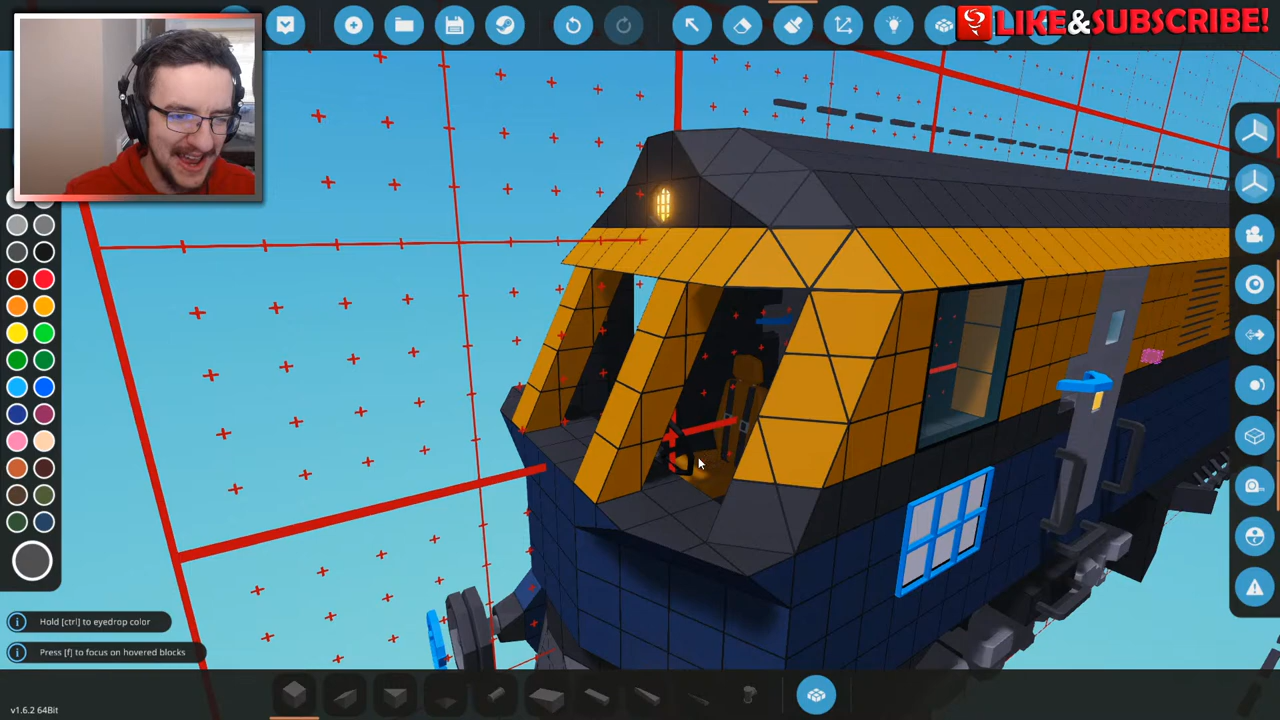 LIKE&SUBSCRIBE!
Hold [ctrl] to eyedrop color
Press [f] to focus on hovered blocks
v1.6.2 64Bit